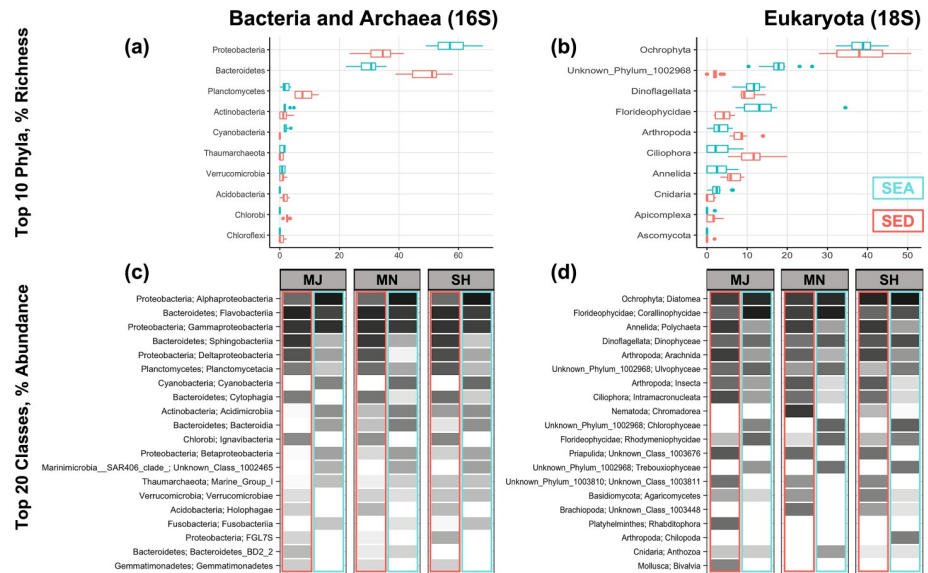 Bacteria and Archaea (16S)
Eukaryota (18S)
Top 10 Phyla, % Richness
(a)
Proteobacteria
Bacteroidetes
Planctomycetes
Actinobacteria
Cyanobacteria
Thaumarchaeota
Verrucomicrobia
Acidobacteria
Chlorobi
Chloroflexi
0 20 40 60
(b)
Ochrophyta
Unknown_Phylum_1002968
Dinoflagellata
Florideophycidae
Arthropoda
Ciliophora
Annelida
Cnidaria
Apicomplexa
Ascomycota
0 10 20 30 40 50
SEA
SED
Top 20 Classes, % Abundance
(c)
MJ MN SH
Proteobacteria; Alphaproteobacteria
Bacteroidetes; Flavobacteriia
Proteobacteria; Gammaproteobacteria
Bacteroidetes; Sphingobacteriia
Proteobacteria; Deltaproteobacteria
Planctomycetes; Planctomycetacia
Cyanobacteria; Cyanobacteria
Bacteroidetes; Cytophagia
Actinobacteria; Acidimicrobiia
Bacteroidetes; Bacteroidia
Chlorobi; Ignavibacteria
Proteobacteria; Betaproteobacteria
Marinimicrobia__SAR406_clade_; Unknown_Class_1002465
Thaumarchaeota; Marine_Group_I
Verrucomicrobia; Verrucomicrobiae
Acidobacteria; Holophagae
Fusobacteria; Fusobacteriia
Proteobacteria; FGL7S
Bacteroidetes; Bacteroidetes_BD2_2
Gemmatimonadetes; Gemmatimonadetes
(d)
MJ MN SH
Ochrophyta; Diatomea
Florideophycidae; Corallinophycidae
Annelida; Polychaeta
Dinoflagellata; Dinophyceae
Arthropoda; Arachnida
Unknown_Phylum_1002968; Ulvophyceae
Arthropoda; Insecta
Ciliophora; Intramacronucleata
Nematoda; Chromadorea
Unknown_Phylum_1002968; Chlorophyceae
Florideophycidae; Rhodymeniophycidae
Priapulida; Unknown_Class_1003676
Unknown_Phylum_1002968; Trebouxiophyceae
Unknown_Phylum_1003810; Unknown_Class_1003811
Basidiomycota; Agaricomycetes
Brachiopoda; Unknown_Class_1003448
Platyhelminthes; Rhabditophora
Arthropoda; Chilopoda
Cnidaria; Anthozoa
Mollusca; Bivalvia